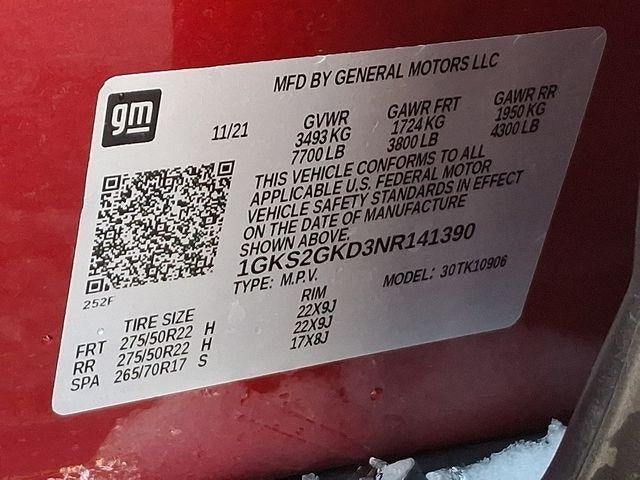 MFD BY GENERAL MOTORS LLC
gm
11/21 GVWR GAWR FRT GAWR RR
3493 KG 1724 KG 1950 KG
7700 LB 3800 LB 4300 LB
THIS VEHICLE CONFORMS TO ALL
APPLICABLE U.S. FEDERAL MOTOR
VEHICLE SAFETY STANDARDS IN EFFECT
ON THE DATE OF MANUFACTURE
SHOWN ABOVE.
1GKS2GKD3NR141390
TYPE: M.P.V. MODEL: 30TK10906
252F
TIRE SIZE RIM
FRT 275/50R22 H 22X9J
RR 275/50R22 H 22X9J
SPA 265/70R17 S 17X8J